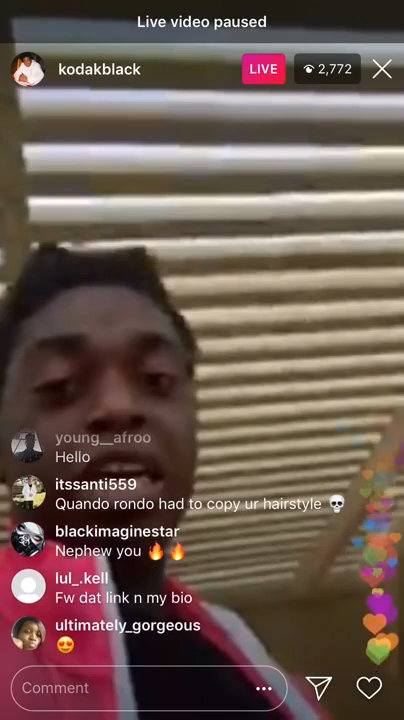 Live video paused
kodakblack
LIVE
2,772
young__afroo
Hello
itssanti559
Quando rondo had to copy ur hairstyle 💀
blackimaginestar
Nephew you 🔥🔥
lul_.kell
Fw dat link n my bio
ultimately_gorgeous
😍
Comment